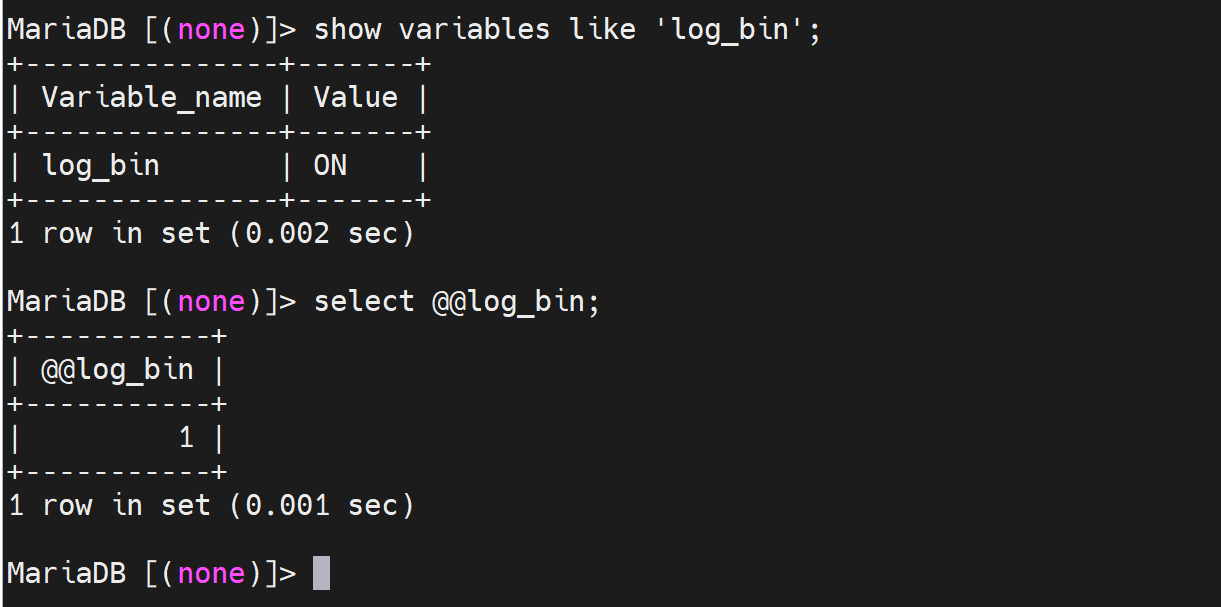 MariaDB [(none)]> show variables like 'log_bin';
+---------------+-------+
| Variable_name | Value |
+---------------+-------+
| log_bin       | ON    |
+---------------+-------+
1 row in set (0.002 sec)

MariaDB [(none)]> select @@log_bin;
+-----------+
| @@log_bin |
+-----------+
|         1 |
+-----------+
1 row in set (0.001 sec)

MariaDB [(none)]>